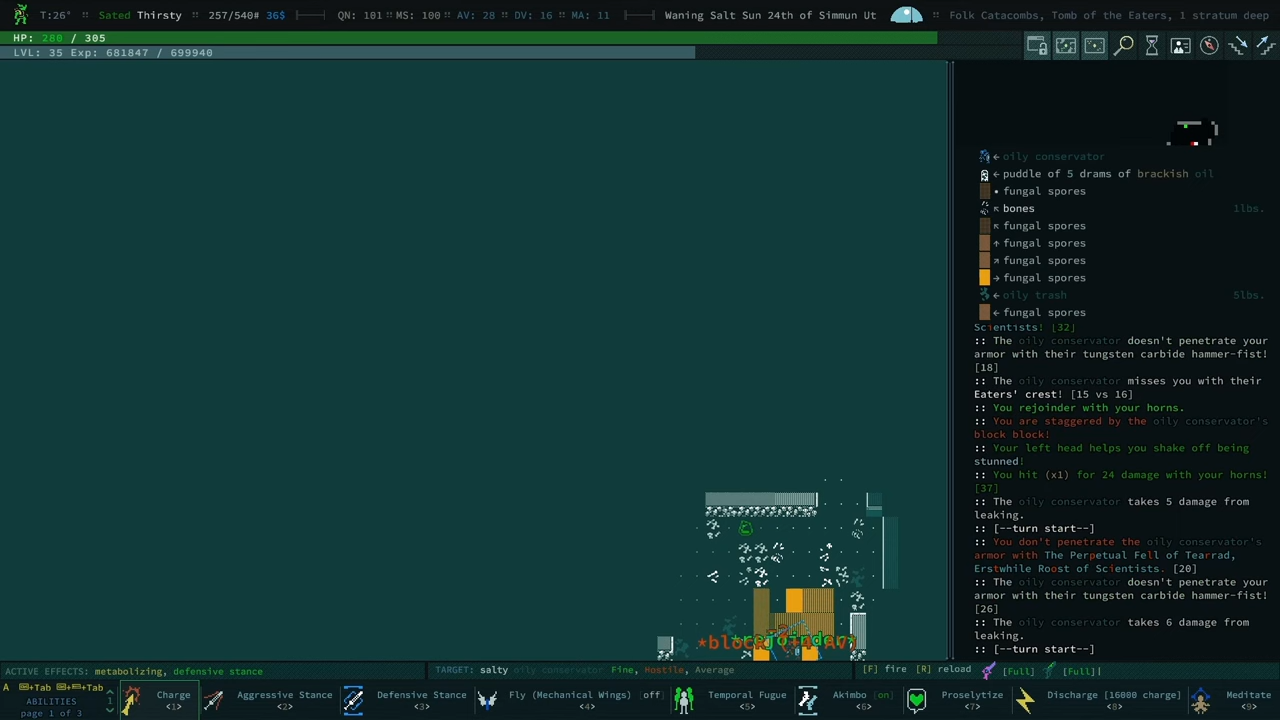 T:26° Sated Thirsty :: 257/540# 36$ QN: 101 :: MS: 100 :: AV: 28 :: DV: 16 :: MA: 11 Waning Salt Sun 24th of Simmun Ut :: Folk Catacombs, Tomb of the Eaters, 1 stratum deep
HP: 280 / 305
LVL: 35 Exp: 681847 / 699940
oily conservator
puddle of 5 drams of brackish oil
fungal spores
bones 1lbs.
fungal spores
fungal spores
fungal spores
fungal spores
oily trash 5lbs.
fungal spores
Scientists! [32]
:: The oily conservator doesn't penetrate your
armor with their tungsten carbide hammer-fist!
[18]
:: The oily conservator misses you with their
Eaters' crest! [15 vs 16]
:: You rejoinder with your horns.
:: You are staggered by the oily conservator's
block block!
:: Your left head helps you shake off being
stunned!
:: You hit (x1) for 24 damage with your horns!
[37]
:: The oily conservator takes 5 damage from
leaking.
:: [--turn start--]
:: You don't penetrate the oily conservator's
armor with The Perpetual Fell of Tearrad,
Erstwhile Roost of Scientists. [20]
:: The oily conservator doesn't penetrate your
armor with their tungsten carbide hammer-fist!
[26]
:: The oily conservator takes 6 damage from
leaking.
:: [--turn start--]
ACTIVE EFFECTS: metabolizing, defensive stance
TARGET: salty oily conservator Fine, Hostile, Average
[F] fire [R] reload [Full] [Full]
A +Tab +Tab
ABILITIES
page 1 of 3
Charge <1>
Aggressive Stance <2>
Defensive Stance <3>
Fly (Mechanical Wings) [off] <4>
Temporal Fugue <5>
Akimbo [on] <6>
Proselytize <7>
Discharge [16000 charge] <8>
Meditate <9>